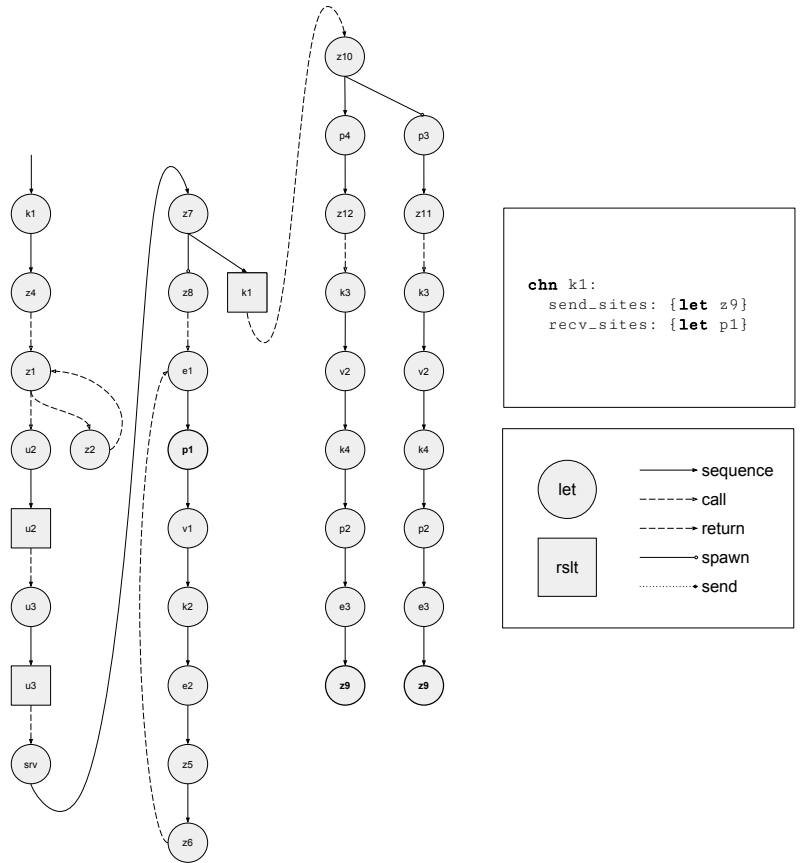 k1
z4
z1
u2
z2
u2
u3
u3
srv
z7
z8
k1
e1
p1
v1
k2
e2
z5
z6
z10
p4
p3
z12
z11
k3
k3
v2
v2
k4
k4
p2
p2
e3
e3
z9
z9
chn k1:
send_sites: {let z9}
recv_sites: {let p1}
let
rslt
sequence
call
return
spawn
send